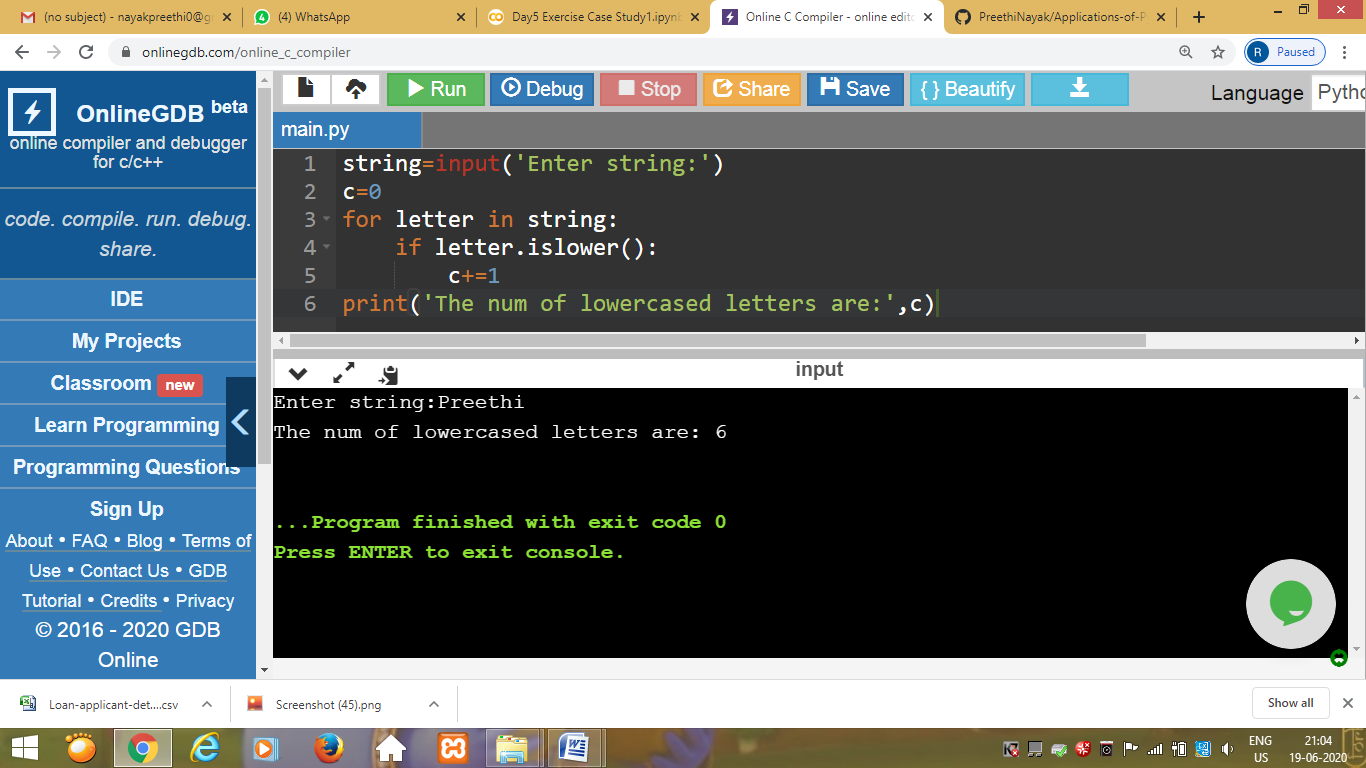 (no subject) - nayakpreethi0@g
(4) WhatsApp
Day5 Exercise Case Study1.ipynb
Online C Compiler - online edito
PreethiNayak/Applications-of-P
onlinegdb.com/online_c_compiler
R Paused
OnlineGDB beta
online compiler and debugger
for c/c++
code. compile. run. debug.
share.
IDE
My Projects
Classroom new
Learn Programming
Programming Questions
Sign Up
About • FAQ • Blog • Terms of
Use • Contact Us • GDB
Tutorial • Credits • Privacy
© 2016 - 2020 GDB
Online
Run
Debug
Stop
Share
Save
{ } Beautify
Language Pytho
main.py
1 string=input('Enter string:')
2 c=0
3 for letter in string:
4     if letter.islower():
5         c+=1
6 print('The num of lowercased letters are:',c)
input
Enter string:Preethi
The num of lowercased letters are: 6
...Program finished with exit code 0
Press ENTER to exit console.
Loan-applicant-det....csv
Screenshot (45).png
Show all
ENG
US
21:04
19-06-2020